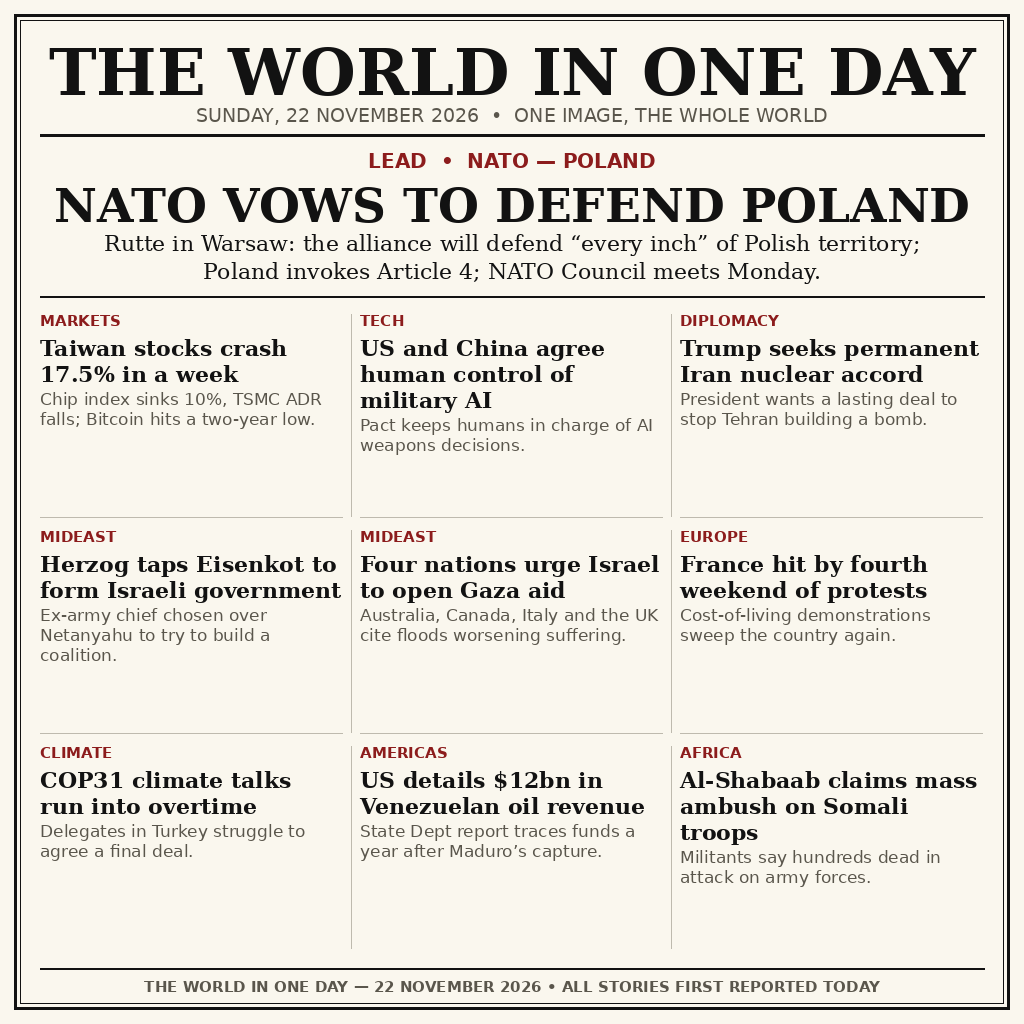 THE WORLD IN ONE DAY
SUNDAY, 22 NOVEMBER 2026 • ONE IMAGE, THE WHOLE WORLD
LEAD • NATO — POLAND
NATO VOWS TO DEFEND POLAND
Rutte in Warsaw: the alliance will defend “every inch” of Polish territory;
Poland invokes Article 4; NATO Council meets Monday.
MARKETS
Taiwan stocks crash
17.5% in a week
Chip index sinks 10%, TSMC ADR
falls; Bitcoin hits a two-year low.
TECH
US and China agree
human control of
military AI
Pact keeps humans in charge of AI
weapons decisions.
DIPLOMACY
Trump seeks permanent
Iran nuclear accord
President wants a lasting deal to
stop Tehran building a bomb.
MIDEAST
Herzog taps Eisenkot to
form Israeli government
Ex-army chief chosen over
Netanyahu to try to build a
coalition.
MIDEAST
Four nations urge Israel
to open Gaza aid
Australia, Canada, Italy and the UK
cite floods worsening suffering.
EUROPE
France hit by fourth
weekend of protests
Cost-of-living demonstrations
sweep the country again.
CLIMATE
COP31 climate talks
run into overtime
Delegates in Turkey struggle to
agree a final deal.
AMERICAS
US details $12bn in
Venezuelan oil revenue
State Dept report traces funds a
year after Maduro’s capture.
AFRICA
Al-Shabaab claims mass
ambush on Somali
troops
Militants say hundreds dead in
attack on army forces.
THE WORLD IN ONE DAY — 22 NOVEMBER 2026 • ALL STORIES FIRST REPORTED TODAY